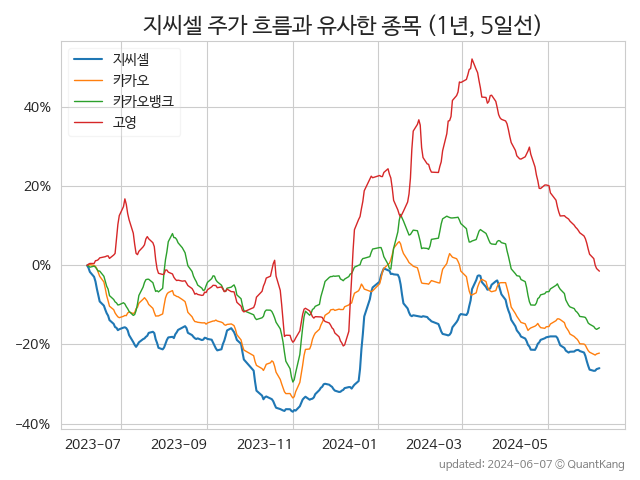 지씨셀 주가 흐름과 유사한 종목 (1년, 5일선)
지씨셀
카카오
카카오뱅크
고영
40%
20%
0%
−20%
−40%
2023-07 2023-09 2023-11 2024-01 2024-03 2024-05
updated: 2024-06-07 © QuantKang